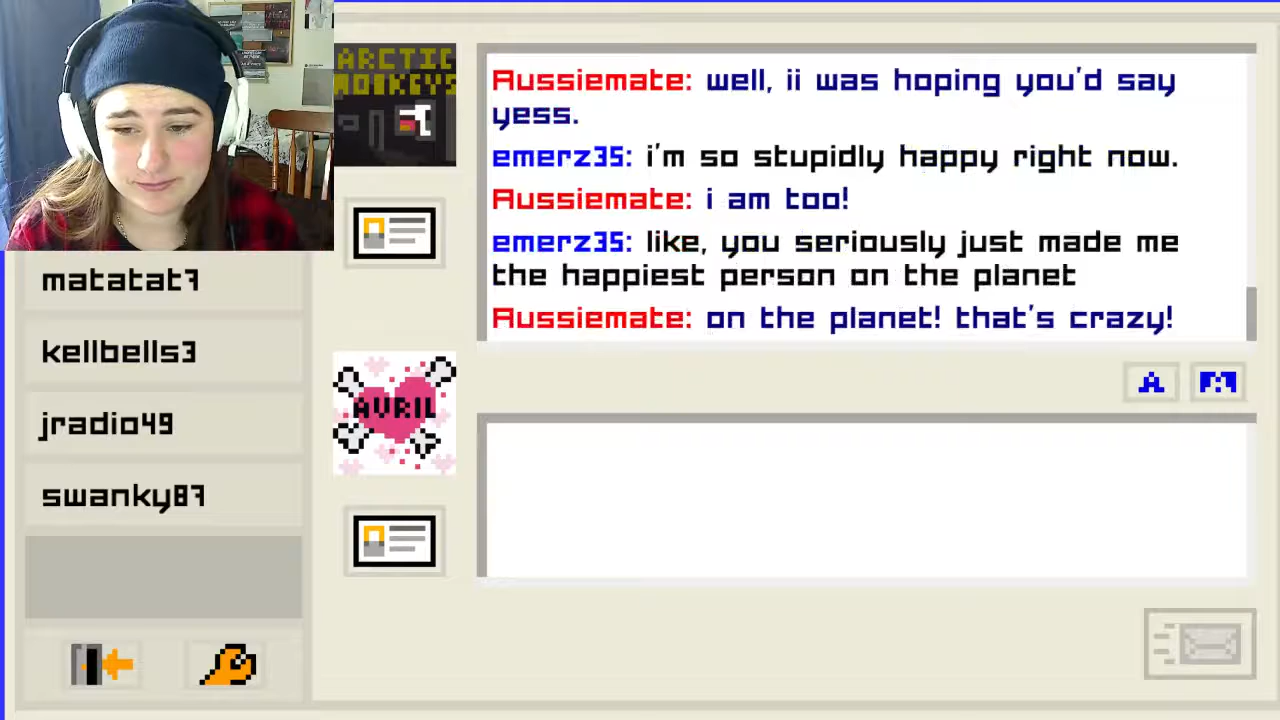 ARCTIC
MONKEYS
Aussiemate: well, ii was hoping you'd say
yess.
emerz35: i'm so stupidly happy right now.
Aussiemate: i am too!
emerz35: like, you seriously just made me
the happiest person on the planet
Aussiemate: on the planet! that's crazy!
matatat7
kellbells3
jradio49
swanky87
AVRIL
A